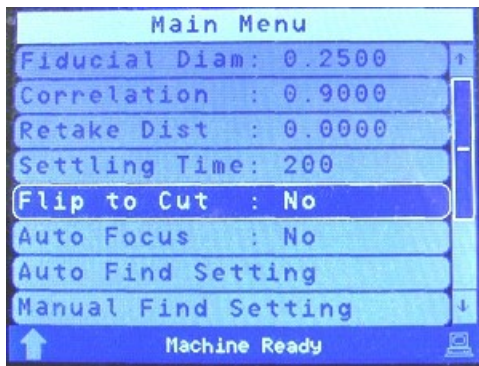 Main Menu
Fiducial Diam: 0.2500
Correlation : 0.9000
Retake Dist : 0.0000
Settling Time: 200
Flip to Cut : No
Auto Focus : No
Auto Find Setting
Manual Find Setting
Machine Ready